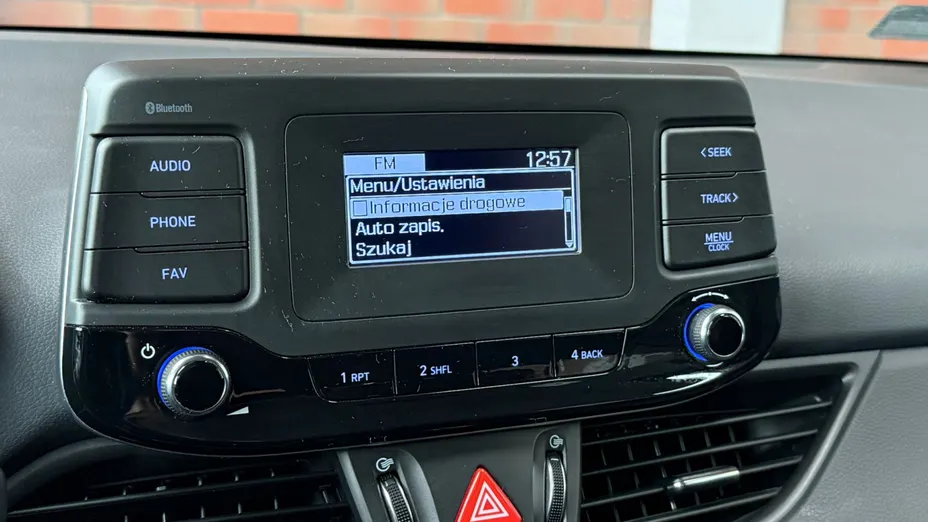 Bluetooth
AUDIO
PHONE
FAV
FM 12:57
Menu/Ustawienia
Informacje drogowe
Auto zapis.
Szukaj
<SEEK
TRACK>
MENU
CLOCK
1 RPT
2 SHFL
3
4 BACK